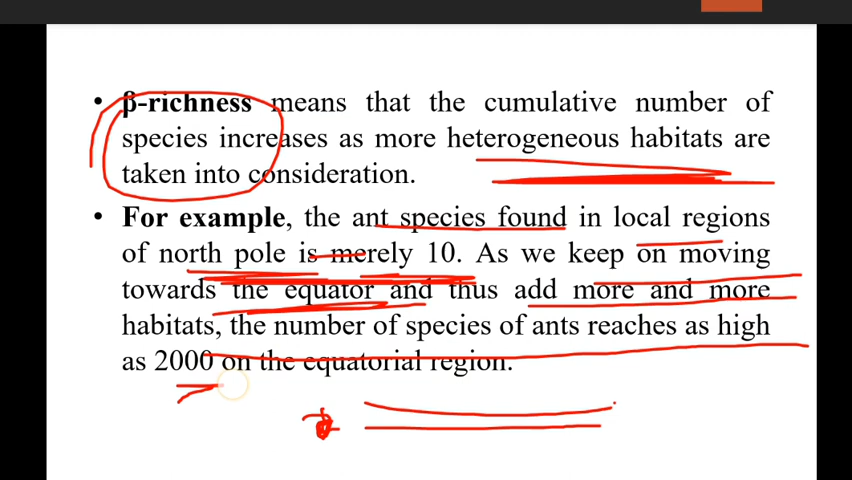 • β-richness means that the cumulative number of
species increases as more heterogeneous habitats are
taken into consideration.
• For example, the ant species found in local regions
of north pole is merely 10. As we keep on moving
towards the equator and thus add more and more
habitats, the number of species of ants reaches as high
as 2000 on the equatorial region.